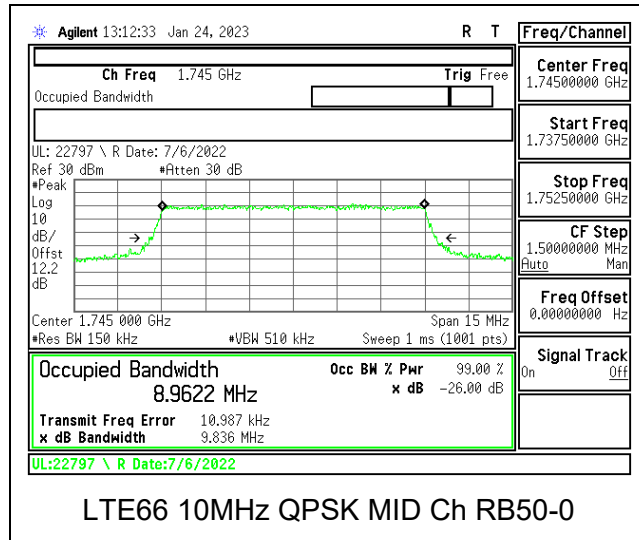 Agilent 13:12:33 Jan 24, 2023 R T
Freq/Channel
Ch Freq 1.745 GHz Trig Free
Occupied Bandwidth
Center Freq
1.74500000 GHz
Start Freq
1.73750000 GHz
Stop Freq
1.75250000 GHz
CF Step
1.50000000 MHz
Auto Man
Freq Offset
0.00000000 Hz
Signal Track
On Off
UL: 22797 \ R Date: 7/6/2022
Ref 30 dBm #Atten 30 dB
#Peak
Log
10
dB/
Offst
12.2
dB
Center 1.745 000 GHz Span 15 MHz
#Res BW 150 kHz #VBW 510 kHz Sweep 1 ms (1001 pts)
Occupied Bandwidth Occ BW % Pwr 99.00 %
8.9622 MHz x dB -26.00 dB
Transmit Freq Error 10.987 kHz
x dB Bandwidth 9.836 MHz
UL:22797 \ R Date:7/6/2022
LTE66 10MHz QPSK MID Ch RB50-0